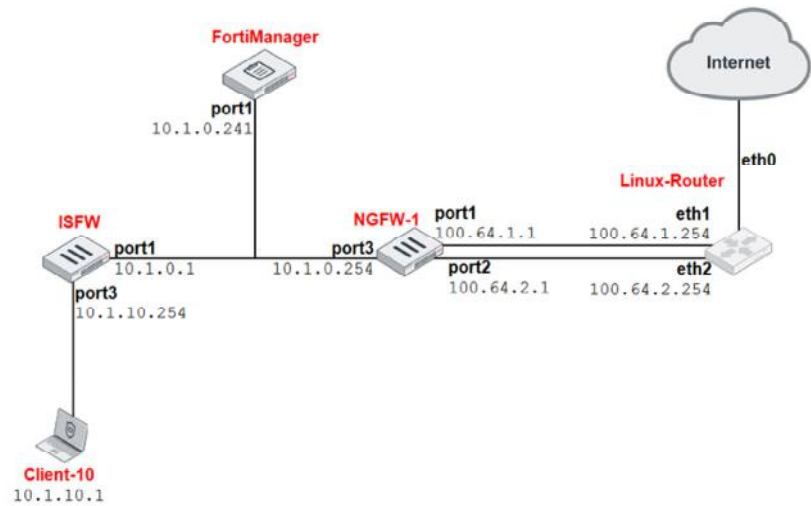 FortiManager
Internet
port1
10.1.0.241
eth0
Linux-Router
ISFW
NGFW-1
port1
10.1.0.1
port3
10.1.0.254
port1
100.64.1.1
eth1
100.64.1.254
port2
100.64.2.1
eth2
100.64.2.254
port3
10.1.10.254
Client-10
10.1.10.1